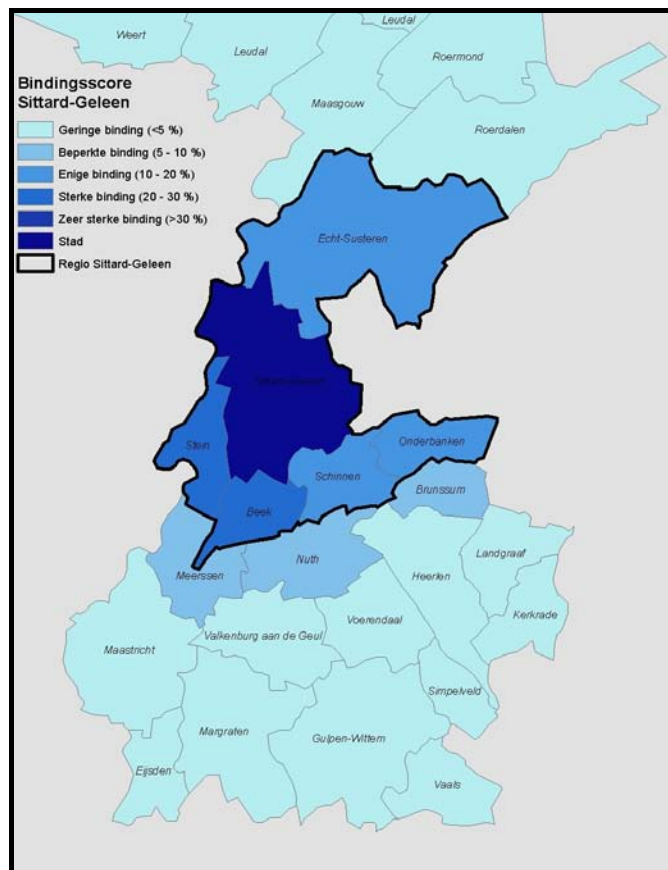 Weert
Leudal
Leudal
Roermond
Maasgouw
Roerdalen
Bindingsscore
Sittard-Geleen
Geringe binding (<5 %)
Beperkte binding (5 - 10 %)
Enige binding (10 - 20 %)
Sterke binding (20 - 30 %)
Zeer sterke binding (>30 %)
Stad
Regio Sittard-Geleen
Echt-Susteren
Sittard-Geleen
Stein
Onderbanken
Schinnen
Brunssum
Beek
Meerssen
Nuth
Landgraaf
Heerlen
Kerkrade
Voerendaal
Valkenburg aan de Geul
Maastricht
Simpelveld
Margraten
Gulpen-Wittem
Eijsden
Vaals